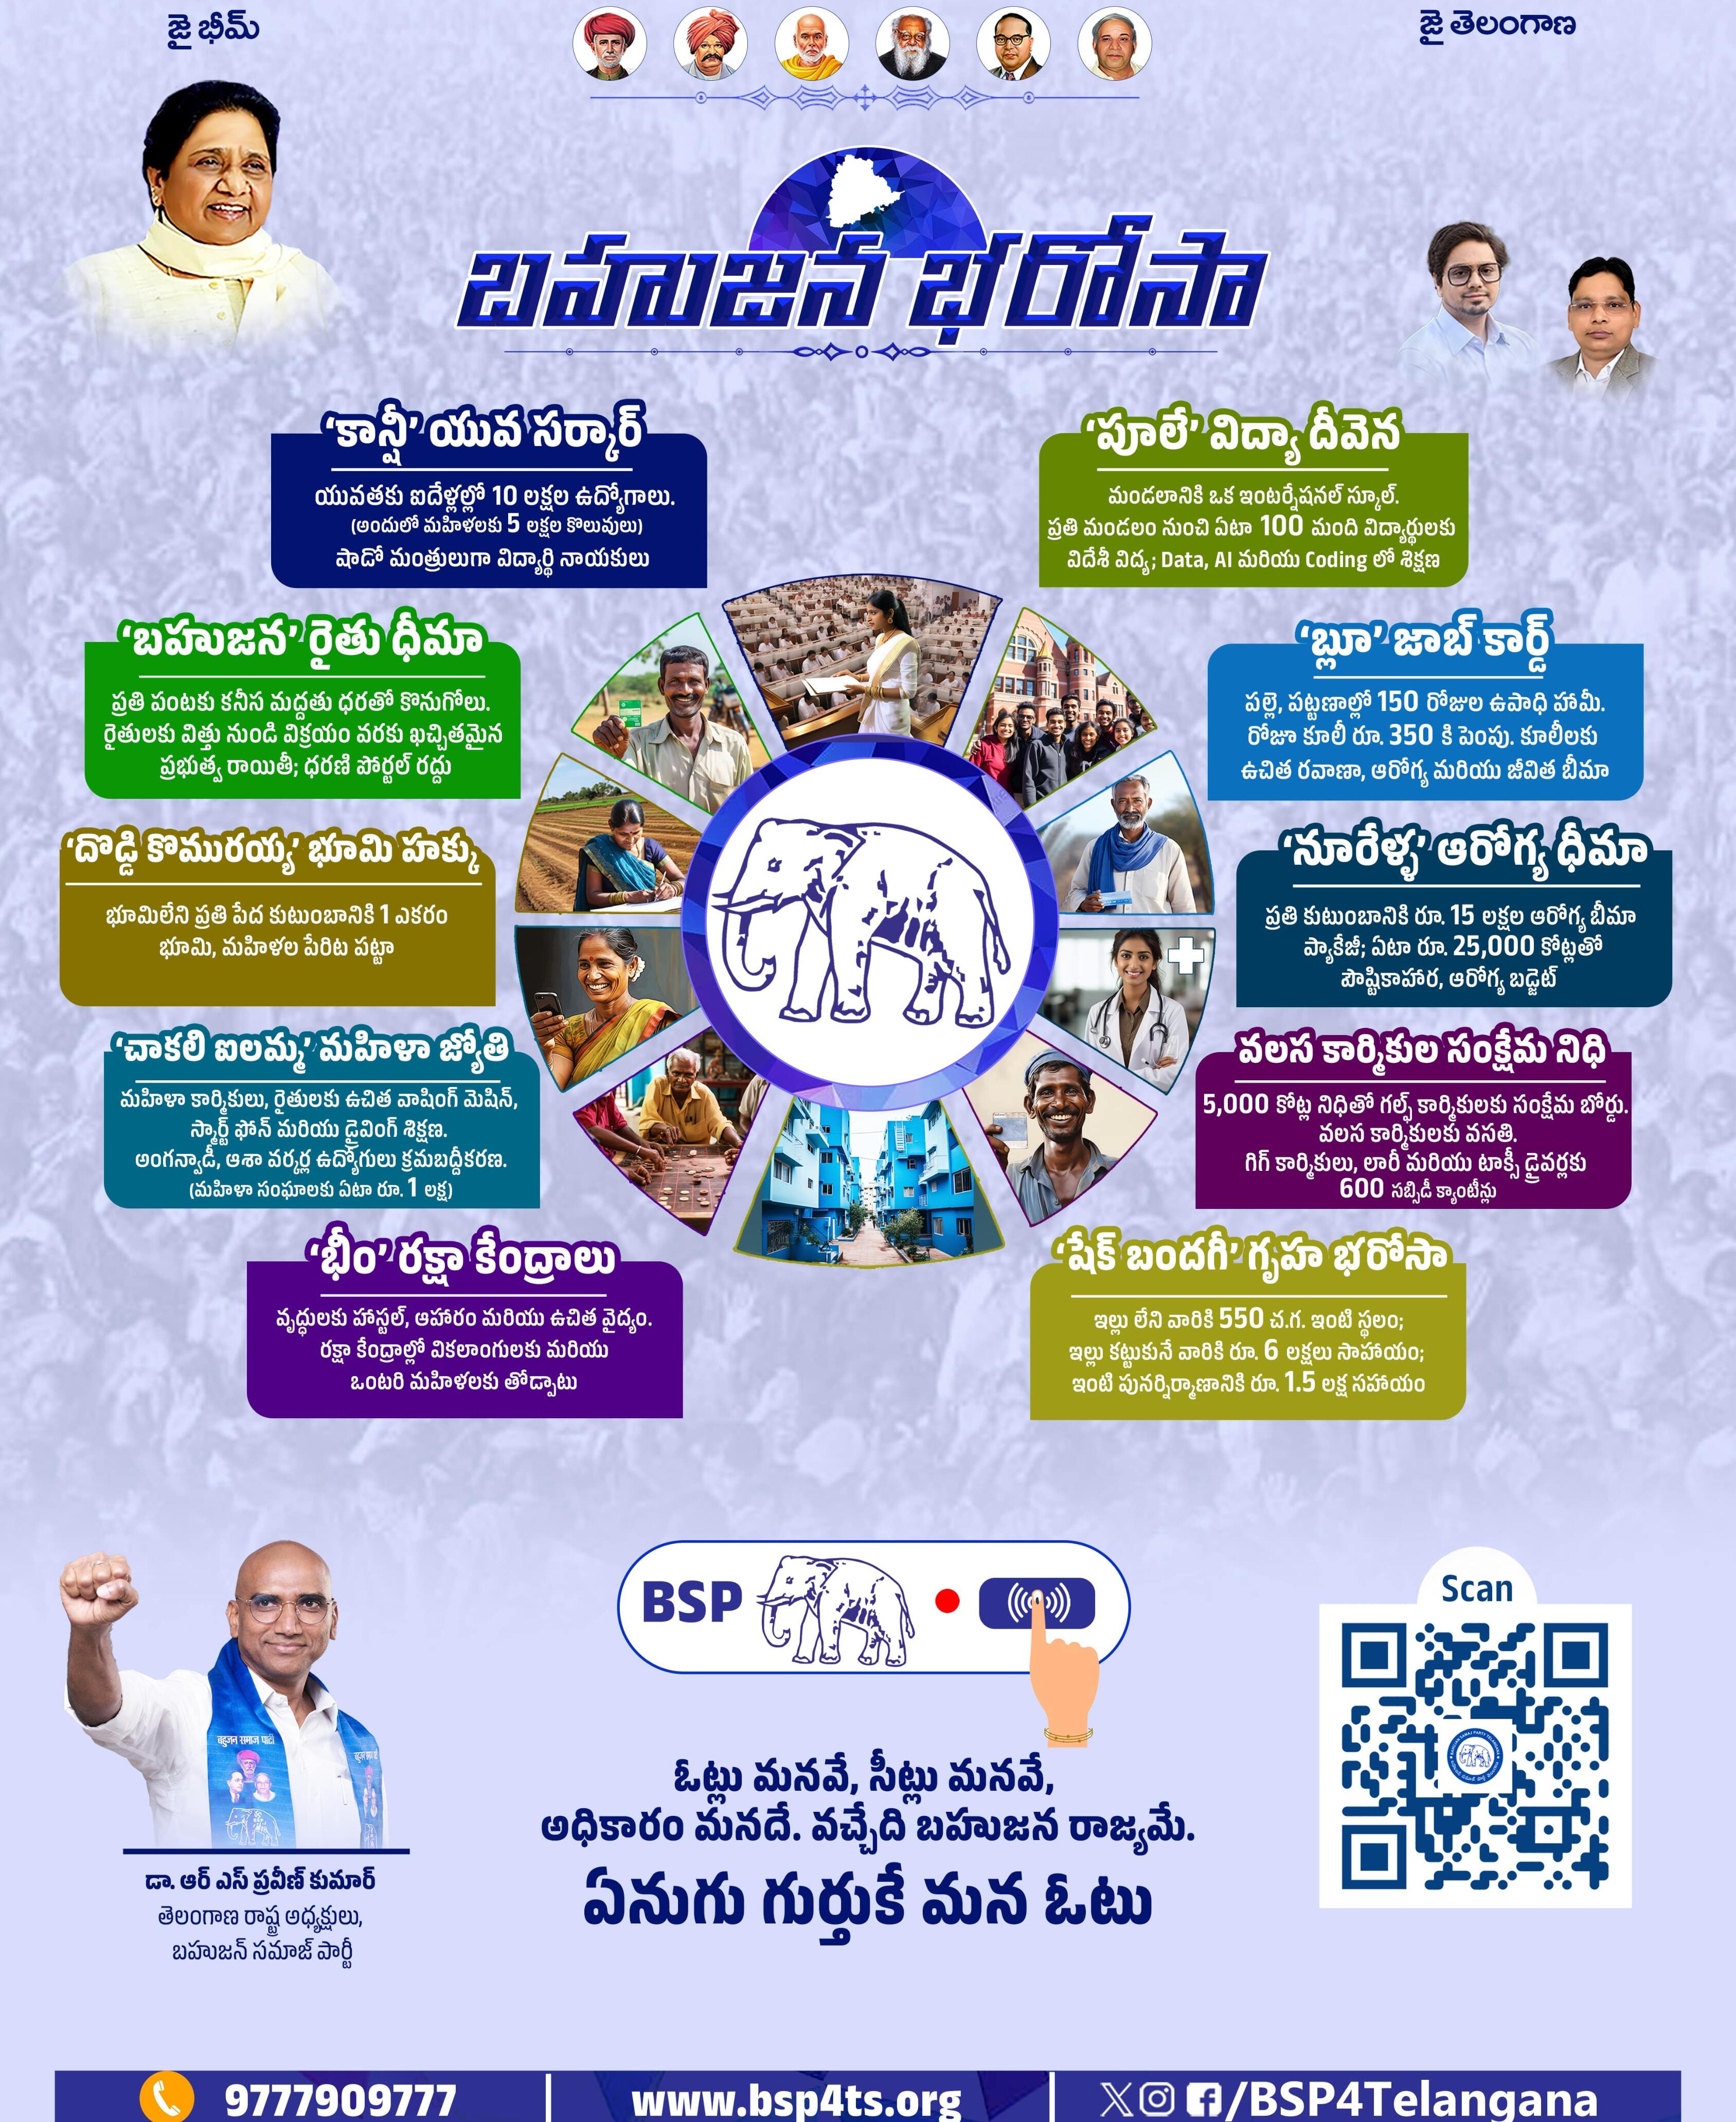 జై భీమ్
జై తెలంగాణ
బహుజన భరోసా
‘కాన్షీ’ యువ సర్కార్
యువతకు ఐదేళ్లల్లో 10 లక్షల ఉద్యోగాలు.
(అందులో మహిళలకు 5 లక్షల కొలువులు)
షాడో మంత్రులుగా విద్యార్థి నాయకులు
‘పూలే’ విద్యా దీవెన
మండలానికి ఒక ఇంటర్నేషనల్ స్కూల్.
ప్రతి మండలం నుంచి ఏటా 100 మంది విద్యార్థులకు
విదేశీ విద్య; Data, AI మరియు Coding లో శిక్షణ
‘బహుజన’ రైతు ధీమా
ప్రతి పంటకు కనీస మద్దతు ధరతో కొనుగోలు.
రైతులకు విత్తు నుండి విక్రయం వరకు ఖచ్చితమైన
ప్రభుత్వ రాయితీ; ధరణి పోర్టల్ రద్దు
‘బ్లూ’ జాబ్ కార్డ్
పల్లె, పట్టణాల్లో 150 రోజుల ఉపాధి హామీ.
రోజూ కూలీ రూ. 350 కి పెంపు. కూలీలకు
ఉచిత రవాణా, ఆరోగ్య మరియు జీవిత బీమా
‘దొడ్డి కొమురయ్య’ భూమి హక్కు
భూమిలేని ప్రతి పేద కుటుంబానికి 1 ఎకరం
భూమి, మహిళల పేరిట పట్టా
‘నూరేళ్ళ’ ఆరోగ్య ధీమా
ప్రతి కుటుంబానికి రూ. 15 లక్షల ఆరోగ్య బీమా
ప్యాకేజీ; ఏటా రూ. 25,000 కోట్లతో
పౌష్టికాహార, ఆరోగ్య బడ్జెట్
‘చాకలి ఐలమ్మ’ మహిళా జ్యోతి
మహిళా కార్మికులు, రైతులకు ఉచిత వాషింగ్ మెషిన్,
స్మార్ట్ ఫోన్ మరియు డ్రైవింగ్ శిక్షణ.
అంగన్వాడీ, ఆశా వర్కర్ల ఉద్యోగులు క్రమబద్ధీకరణ.
(మహిళా సంఘాలకు ఏటా రూ. 1 లక్ష)
వలస కార్మికుల సంక్షేమ నిధి
5,000 కోట్ల నిధితో గల్ఫ్ కార్మికులకు సంక్షేమ బోర్డు.
వలస కార్మికులకు వసతి.
గిగ్ కార్మికులు, లారీ మరియు టాక్సీ డ్రైవర్లకు
600 సబ్సిడీ క్యాంటీన్లు
‘భీం’ రక్షా కేంద్రాలు
వృద్ధులకు హాస్టల్, ఆహారం మరియు ఉచిత వైద్యం.
రక్షా కేంద్రాల్లో వికలాంగులకు మరియు
ఒంటరి మహిళలకు తోడ్పాటు
‘షేక్ బందగీ’ గృహ భరోసా
ఇల్లు లేని వారికి 550 చ.గ. ఇంటి స్థలం;
ఇల్లు కట్టుకునే వారికి రూ. 6 లక్షలు సాహాయం;
ఇంటి పునర్నిర్మాణానికి రూ. 1.5 లక్ష సహాయం
BSP
Scan
बहुजन समाज पार्टी
ఓట్లు మనవే, సీట్లు మనవే,
అధికారం మనదే. వచ్చేది బహుజన రాజ్యమే.
ఏనుగు గుర్తుకే మన ఓటు
డా. ఆర్ ఎస్ ప్రవీణ్ కుమార్
తెలంగాణ రాష్ట్ర అధ్యక్షులు,
బహుజన్ సమాజ్ పార్టీ
9777909777
www.bsp4ts.org
/BSP4Telangana